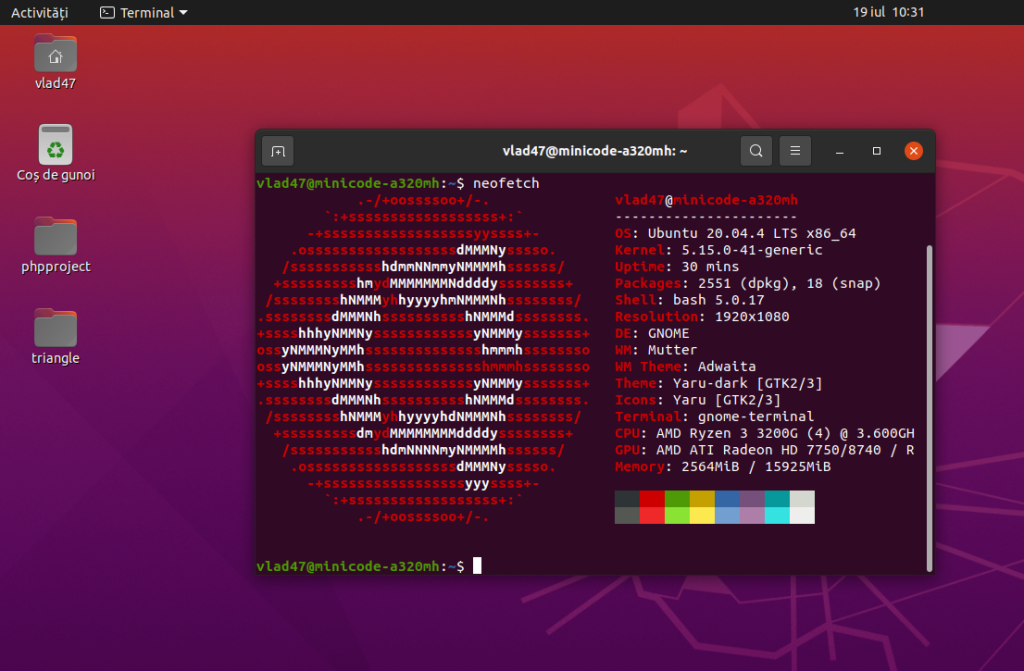 Activități Terminal 19 iul 10:31
vlad47
Coș de gunoi
phpproject
triangle
vlad47@minicode-a320mh: ~
vlad47@minicode-a320mh:~$ neofetch
.-/+oossssoo+/-.
`:+ssssssssssssssssss+:`
-+ssssssssssssssssssyyssss+-
.ossssssssssssssssssdMMMNysssso.
/ssssssssssshdmmNNmmyNMMMMhssssss/
+ssssssssshmydMMMMMMMNddddyssssssss+
/sssssssshNMMMyhhyyyyhmNMMMNhssssssss/
.ssssssssdMMMNhsssssssssshNMMMdssssssss.
+sssshhhyNMMNyssssssssssssyNMMMysssssss+
ossyNMMMNyMMhsssssssssssssshmmmhssssssso
ossyNMMMNyMMhsssssssssssssshmmmhssssssso
+sssshhhyNMMNyssssssssssssyNMMMysssssss+
.ssssssssdMMMNhsssssssssshNMMMdssssssss.
/sssssssshNMMMyhhyyyyhdNMMMNhssssssss/
+sssssssssdmydMMMMMMMMddddyssssssss+
/ssssssssssshdmNNNNmyNMMMMhssssss/
.ossssssssssssssssssdMMMNysssso.
-+sssssssssssssssssyyyssss+-
`:+ssssssssssssssssss+:`
.-/+oossssoo+/-.
vlad47@minicode-a320mh
----------------------
OS: Ubuntu 20.04.4 LTS x86_64
Kernel: 5.15.0-41-generic
Uptime: 30 mins
Packages: 2551 (dpkg), 18 (snap)
Shell: bash 5.0.17
Resolution: 1920x1080
DE: GNOME
WM: Mutter
WM Theme: Adwaita
Theme: Yaru-dark [GTK2/3]
Icons: Yaru [GTK2/3]
Terminal: gnome-terminal
CPU: AMD Ryzen 3 3200G (4) @ 3.600GH
GPU: AMD ATI Radeon HD 7750/8740 / R
Memory: 2564MiB / 15925MiB
vlad47@minicode-a320mh:~$